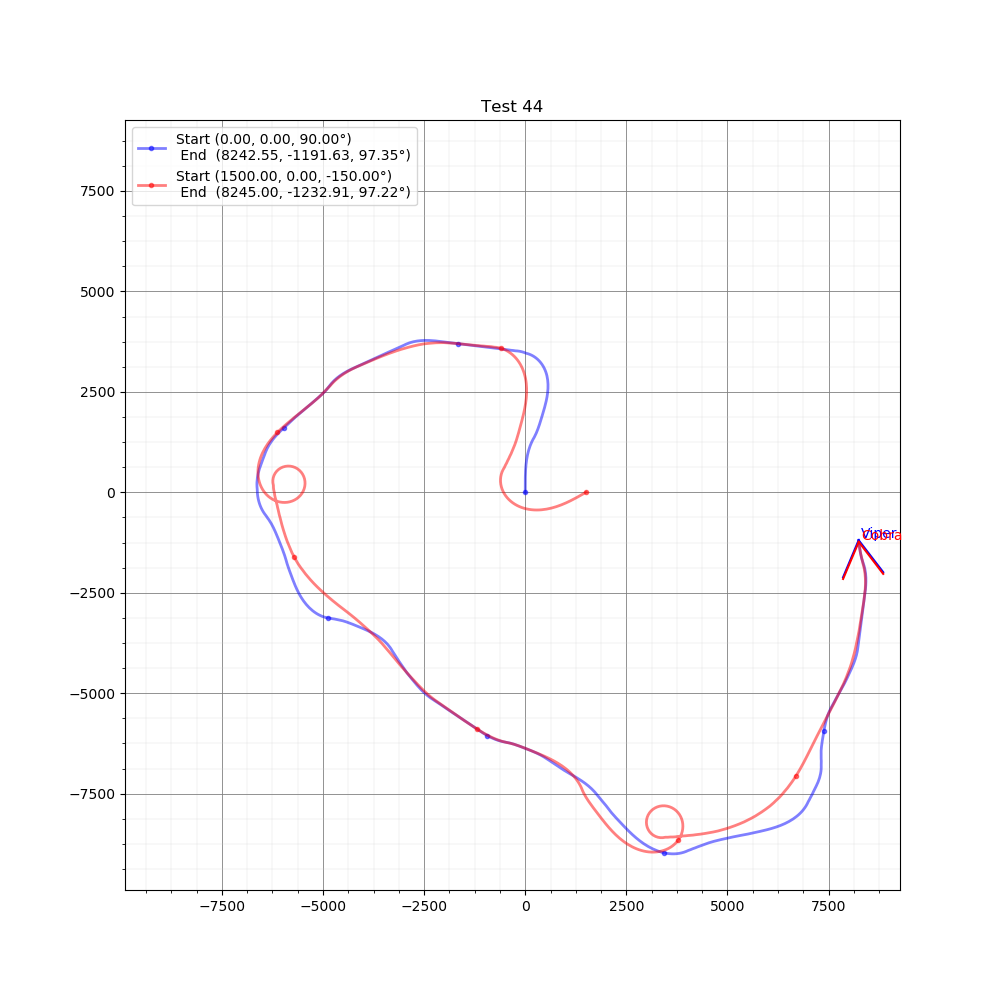 Test 44
Start (0.00, 0.00, 90.00°)
End  (8242.55, -1191.63, 97.35°)
Start (1500.00, 0.00, -150.00°)
End  (8245.00, -1232.91, 97.22°)
7500
5000
2500
0
−2500
−5000
−7500
Viper
Cobra
−7500 −5000 −2500 0 2500 5000 7500